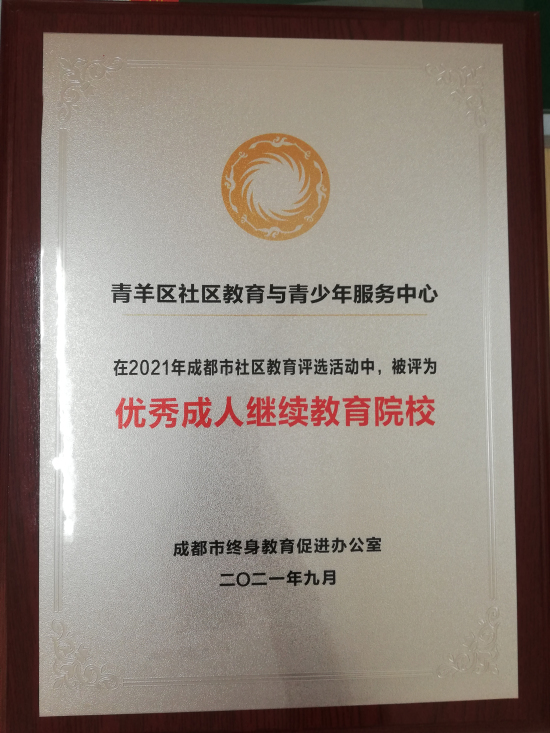 青羊区社区教育与青少年服务中心
在2021年成都市社区教育评选活动中，被评为
优秀成人继续教育院校
成都市终身教育促进办公室
二〇二一年九月